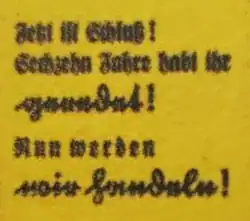 Jetzt ist Schluß!
Sechzehn Jahre habt ihr
geredet!
Nun werden
wir handeln!